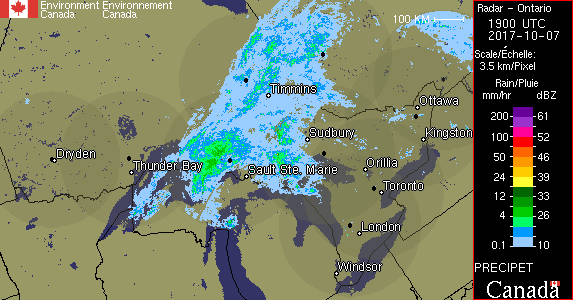 Environment Environnement
Canada Canada
100 KM
Timmins
Ottawa
Sudbury
Kingston
Dryden
Thunder Bay
Sault Ste. Marie
Orillia
Toronto
London
Windsor
Radar - Ontario
1900 UTC
2017-10-07
Scale/Échelle:
3.5 km/Pixel
Rain/Pluie
mm/hr dBZ
200 61
100 52
50 46
24 39
12 33
4 26
0.1 10
PRECIPET
Canada